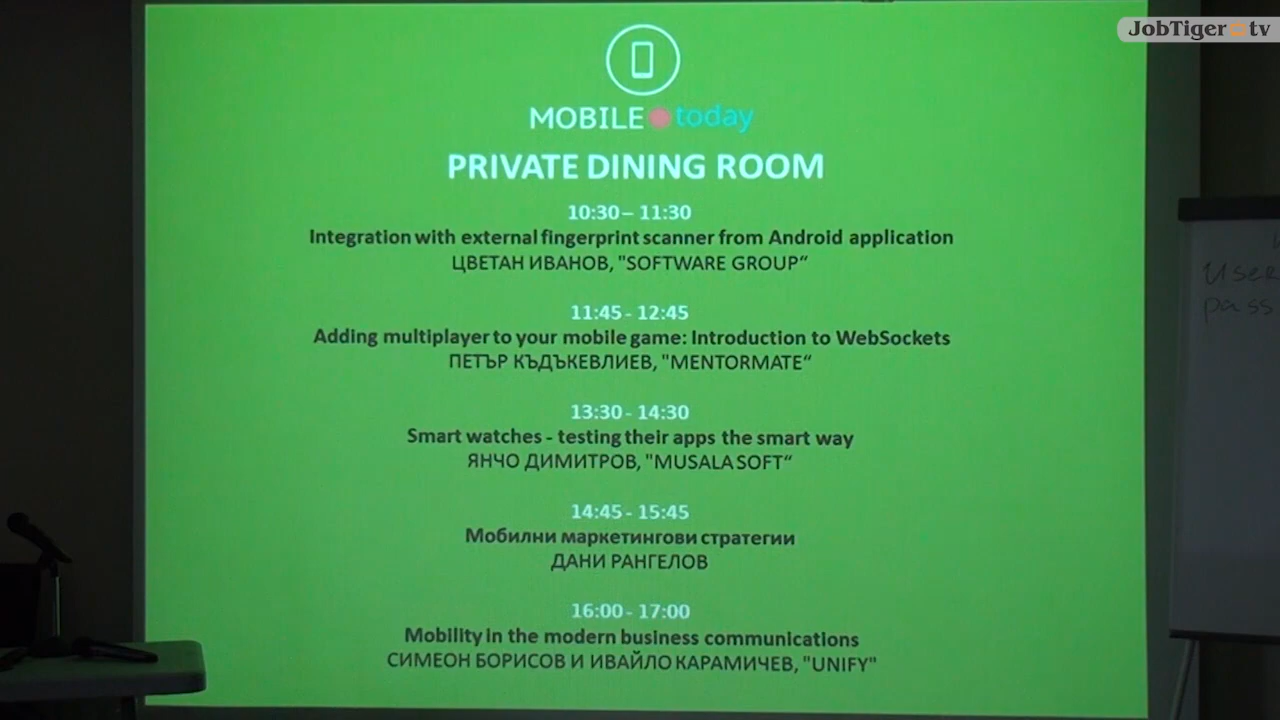 JobTiger tv
MOBILE today
PRIVATE DINING ROOM
10:30 – 11:30
Integration with external fingerprint scanner from Android application
ЦВЕТАН ИВАНОВ, "SOFTWARE GROUP“
11:45 - 12:45
Adding multiplayer to your mobile game: Introduction to WebSockets
ПЕТЪР КЪДЪКЕВЛИЕВ, "MENTORMATE“
13:30 - 14:30
Smart watches - testing their apps the smart way
ЯНЧО ДИМИТРОВ, "MUSALA SOFT“
14:45 - 15:45
Мобилни маркетингови стратегии
ДАНИ РАНГЕЛОВ
16:00 - 17:00
Mobility in the modern business communications
СИМЕОН БОРИСОВ И ИВАЙЛО КАРАМИЧЕВ, "UNIFY"
User
pass